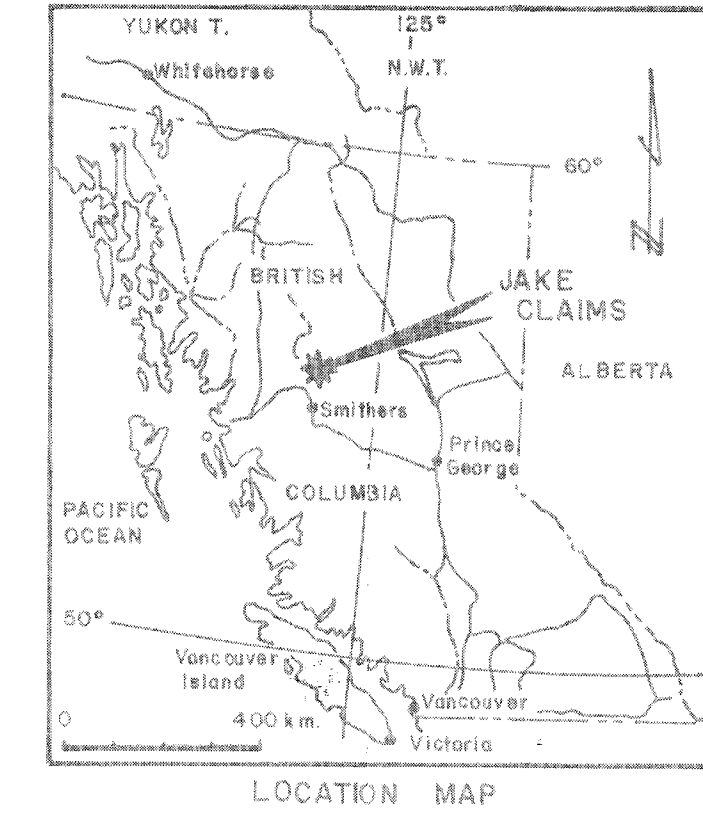 YUKON T.
125°
Whitehorse
N.W.T.
60°
N
BRITISH
JAKE
CLAIMS
ALBERTA
Smithers
Prince
George
COLUMBIA
PACIFIC
OCEAN
50°
Vancouver
Island
Vancouver
0 400 km.
Victoria
LOCATION MAP